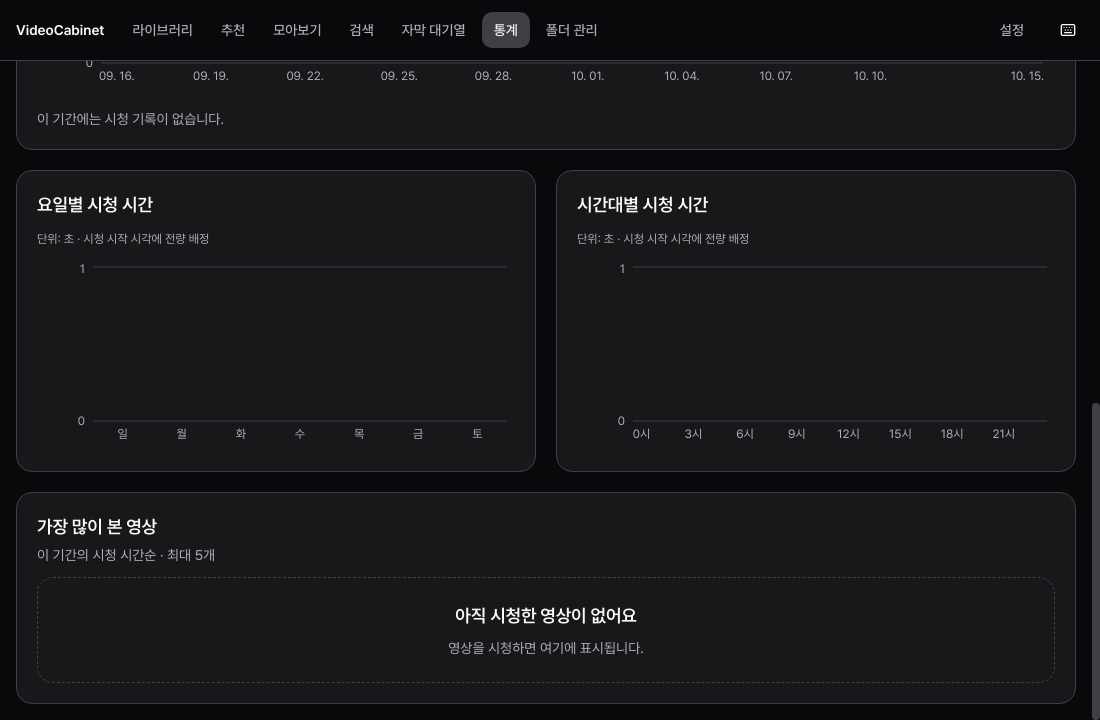 VideoCabinet 라이브러리 추천 모아보기 검색 자막 대기열 통계 폴더 관리 설정
0
09. 16. 09. 19. 09. 22. 09. 25. 09. 28. 10. 01. 10. 04. 10. 07. 10. 10. 10. 15.
이 기간에는 시청 기록이 없습니다.
요일별 시청 시간
단위: 초 · 시청 시작 시각에 전량 배정
1
0
일 월 화 수 목 금 토
시간대별 시청 시간
단위: 초 · 시청 시작 시각에 전량 배정
1
0
0시 3시 6시 9시 12시 15시 18시 21시
가장 많이 본 영상
이 기간의 시청 시간순 · 최대 5개
아직 시청한 영상이 없어요
영상을 시청하면 여기에 표시됩니다.